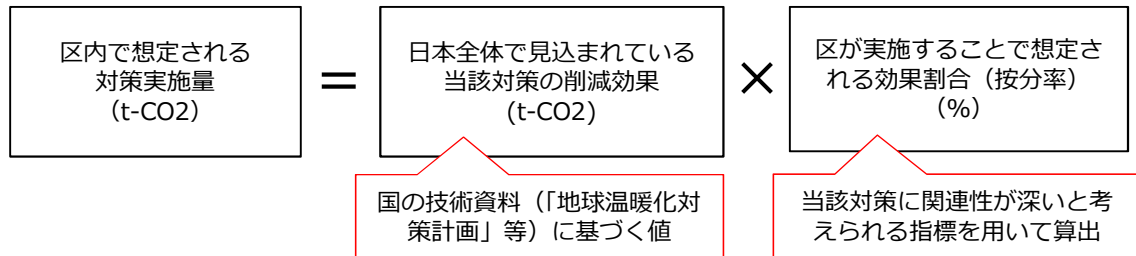 区内で想定される
対策実施量
（t-CO2）
＝
日本全体で見込まれている
当該対策の削減効果
(t-CO2)
×
区が実施することで想定さ
れる効果割合（按分率）
（%）
国の技術資料（「地球温暖化対
策計画」等）に基づく値
当該対策に関連性が深いと考
えられる指標を用いて算出